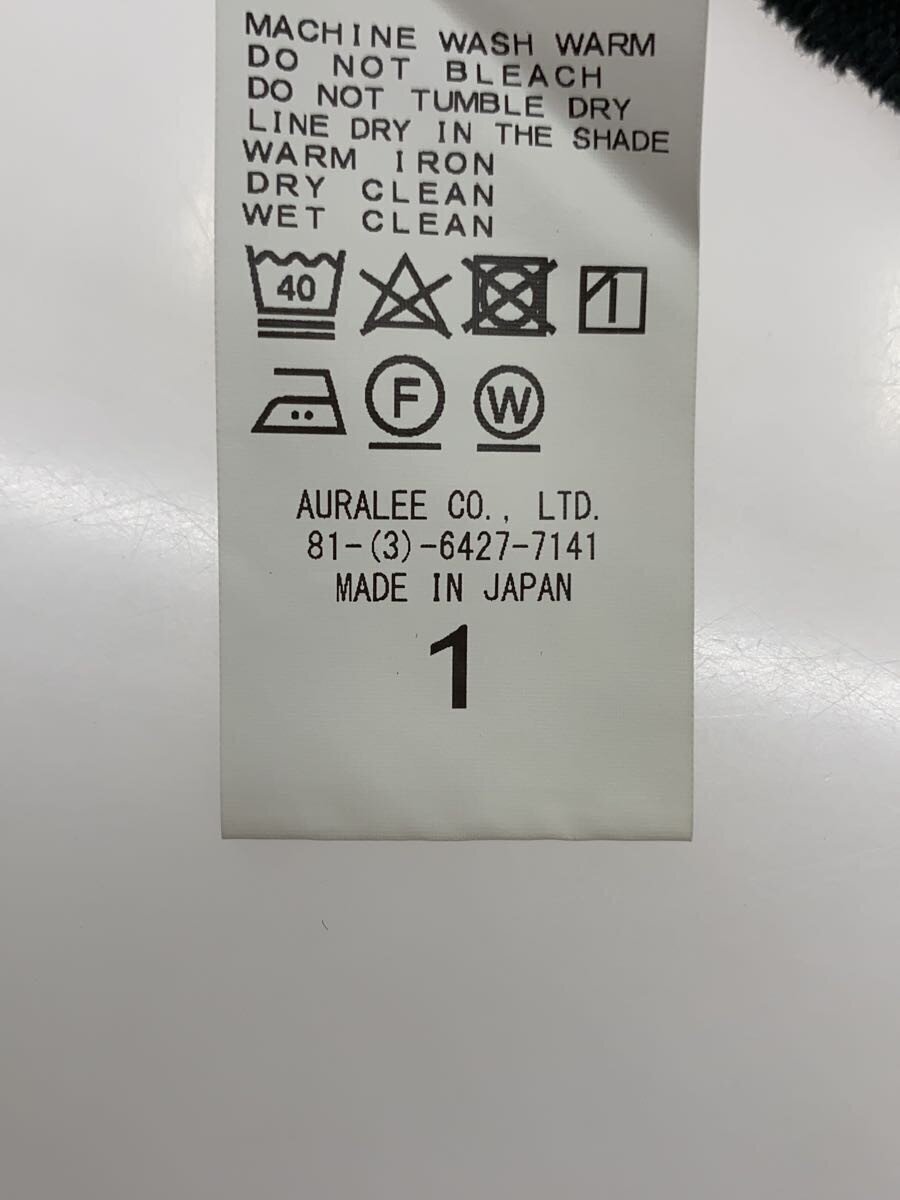 MACHINE WASH WARM
DO NOT BLEACH
DO NOT TUMBLE DRY
LINE DRY IN THE SHADE
WARM IRON
DRY CLEAN
WET CLEAN
40
F W
AURALEE CO., LTD.
81-(3)-6427-7141
MADE IN JAPAN
1